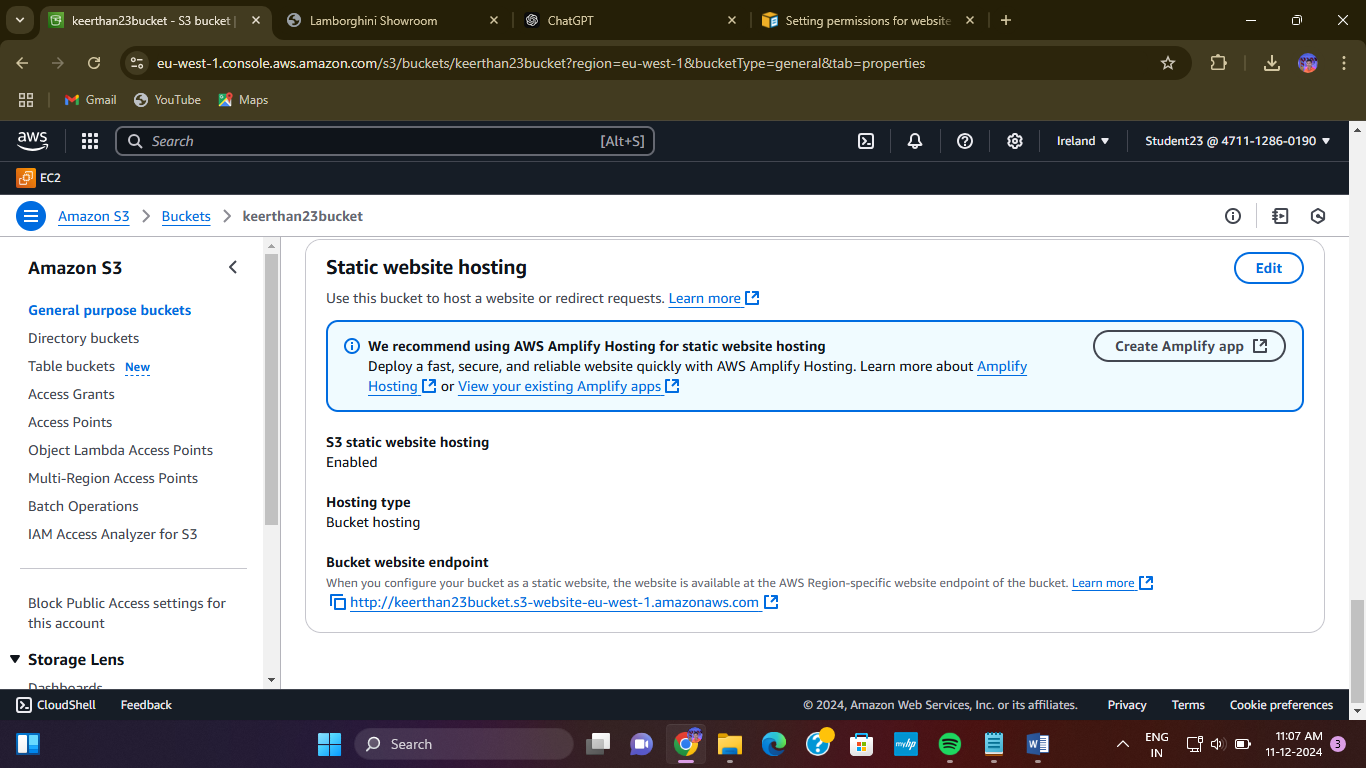 keerthan23bucket - S3 bucket
Lamborghini Showroom
ChatGPT
Setting permissions for website
eu-west-1.console.aws.amazon.com/s3/buckets/keerthan23bucket?region=eu-west-1&bucketType=general&tab=properties
Gmail
YouTube
Maps
aws
Search
[Alt+S]
Ireland
Student23 @ 4711-1286-0190
EC2
Amazon S3
Buckets
keerthan23bucket
Amazon S3
General purpose buckets
Directory buckets
Table buckets New
Access Grants
Access Points
Object Lambda Access Points
Multi-Region Access Points
Batch Operations
IAM Access Analyzer for S3
Block Public Access settings for
this account
Storage Lens
Dashboards
Static website hosting
Edit
Use this bucket to host a website or redirect requests. Learn more
We recommend using AWS Amplify Hosting for static website hosting
Deploy a fast, secure, and reliable website quickly with AWS Amplify Hosting. Learn more about Amplify
Hosting or View your existing Amplify apps
Create Amplify app
S3 static website hosting
Enabled
Hosting type
Bucket hosting
Bucket website endpoint
When you configure your bucket as a static website, the website is available at the AWS Region-specific website endpoint of the bucket. Learn more
http://keerthan23bucket.s3-website-eu-west-1.amazonaws.com
CloudShell
Feedback
© 2024, Amazon Web Services, Inc. or its affiliates.
Privacy
Terms
Cookie preferences
Search
myhp
W
ENG
IN
11:07 AM
11-12-2024
3